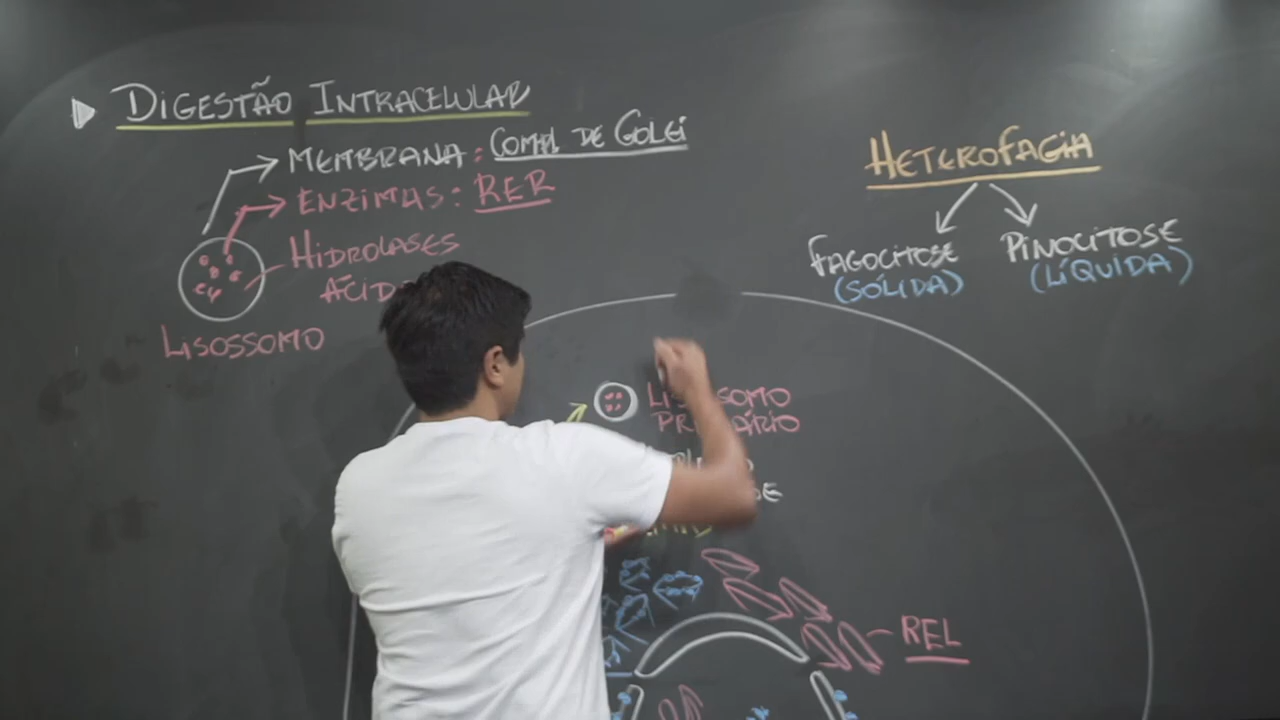 DIGESTÃO INTRACELULAR
MEMBRANA: COMPL DE GOLGI
ENZIMAS: RER
HIDROLASES
LISOSSOMO
HETEROFAGIA
FAGOCITOSE
(SÓLIDA)
PINOCITOSE
(LÍQUIDA)
REL